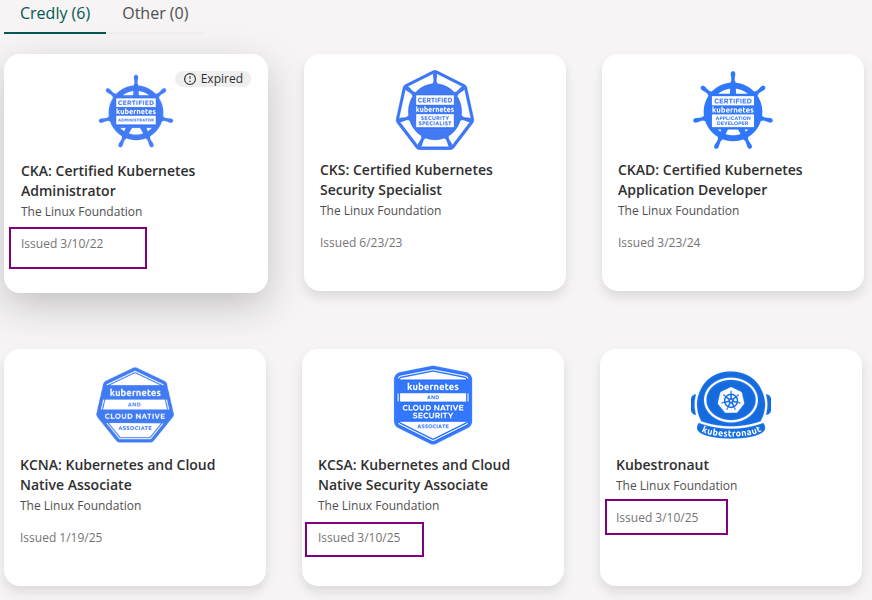 Credly (6) Other (0)
Expired
CERTIFIED
kubernetes
ADMINISTRATOR
CKA: Certified Kubernetes
Administrator
The Linux Foundation
Issued 3/10/22
CERTIFIED
kubernetes
SECURITY
SPECIALIST
CKS: Certified Kubernetes
Security Specialist
The Linux Foundation
Issued 6/23/23
CERTIFIED
kubernetes
APPLICATION
DEVELOPER
CKAD: Certified Kubernetes
Application Developer
The Linux Foundation
Issued 3/23/24
kubernetes
AND
CLOUD NATIVE
ASSOCIATE
KCNA: Kubernetes and Cloud
Native Associate
The Linux Foundation
Issued 1/19/25
kubernetes
AND
CLOUD NATIVE
SECURITY
ASSOCIATE
KCSA: Kubernetes and Cloud
Native Security Associate
The Linux Foundation
Issued 3/10/25
kubestronaut
Kubestronaut
The Linux Foundation
Issued 3/10/25